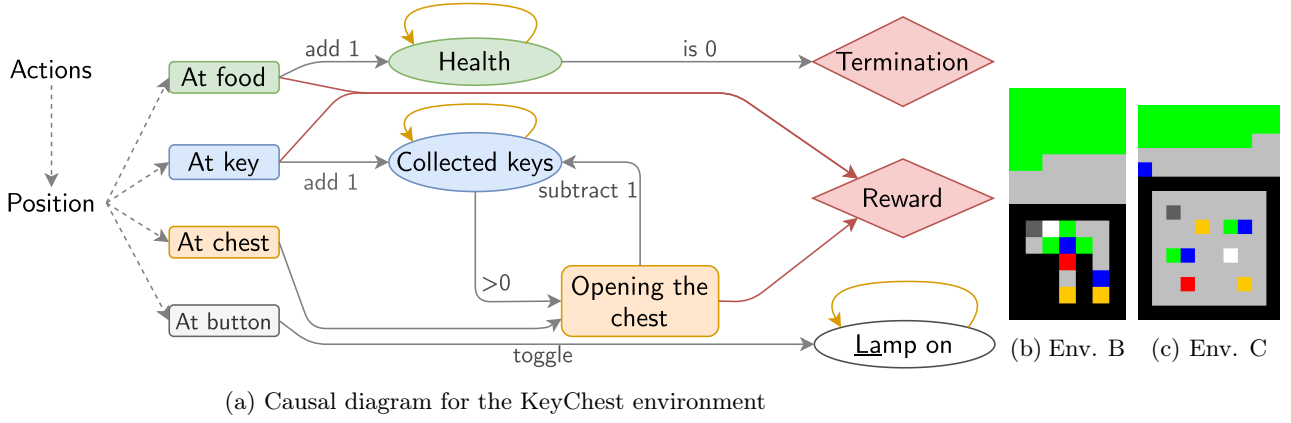 Actions
Position
At food
At key
At chest
At button
add 1
Health
is 0
Termination
add 1
Collected keys
subtract 1
>0
Opening the
chest
Reward
toggle
Lamp on
(a) Causal diagram for the KeyChest environment
(b) Env. B
(c) Env. C